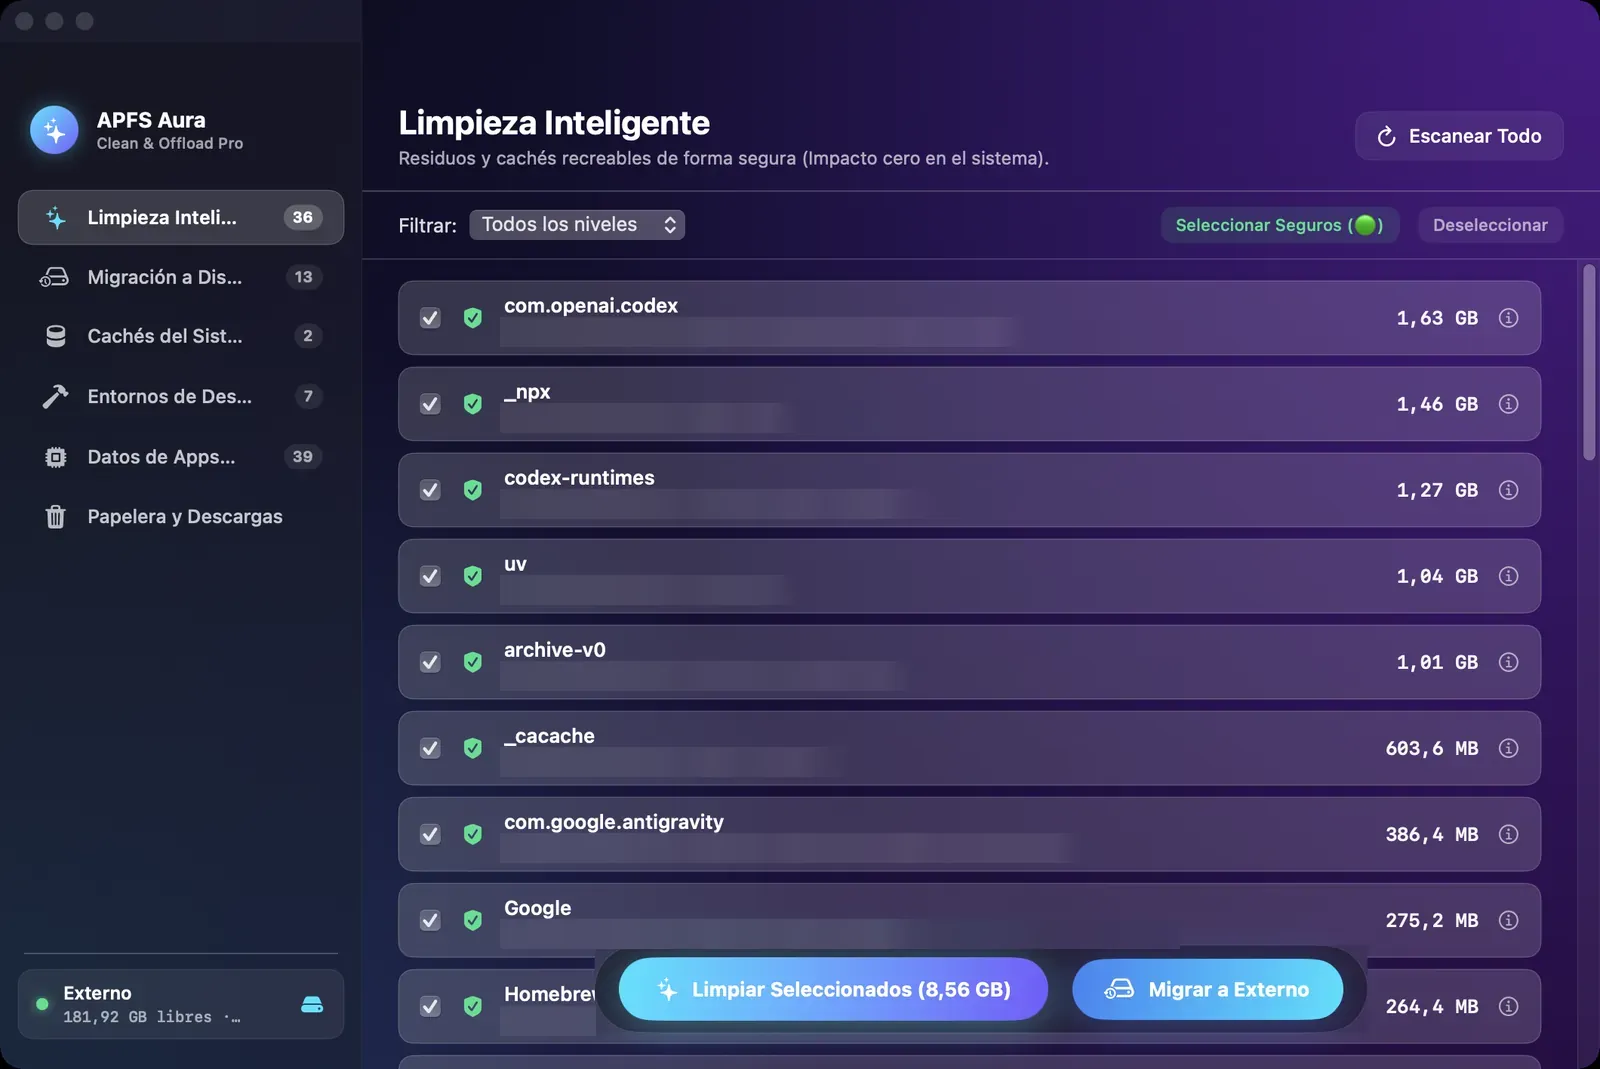 APFS Aura
Clean & Offload Pro
Limpieza Inteli... 36
Migración a Dis... 13
Cachés del Sist... 2
Entornos de Des... 7
Datos de Apps... 39
Papelera y Descargas
Externo
181,92 GB libres ·...
Limpieza Inteligente
Residuos y cachés recreables de forma segura (Impacto cero en el sistema).
Escanear Todo
Filtrar: Todos los niveles
Seleccionar Seguros (🟢)
Deseleccionar
com.openai.codex 1,63 GB
_npx 1,46 GB
codex-runtimes 1,27 GB
uv 1,04 GB
archive-v0 1,01 GB
_cacache 603,6 MB
com.google.antigravity 386,4 MB
Google 275,2 MB
Homebrew 264,4 MB
Limpiar Seleccionados (8,56 GB)
Migrar a Externo